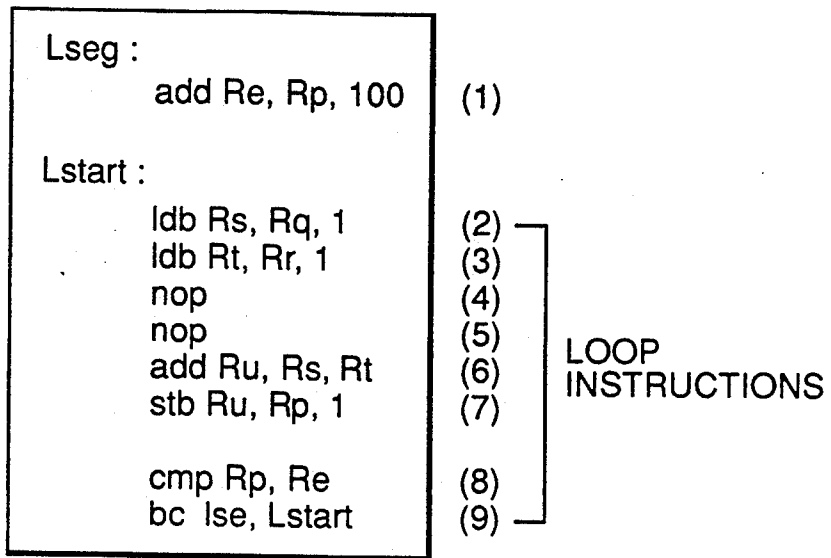 Lseg :
add Re, Rp, 100 (1)
Lstart :
ldb Rs, Rq, 1 (2)
ldb Rt, Rr, 1 (3)
nop (4)
nop (5)
add Ru, Rs, Rt (6)
stb Ru, Rp, 1 (7)
cmp Rp, Re (8)
bc lse, Lstart (9)
LOOP
INSTRUCTIONS